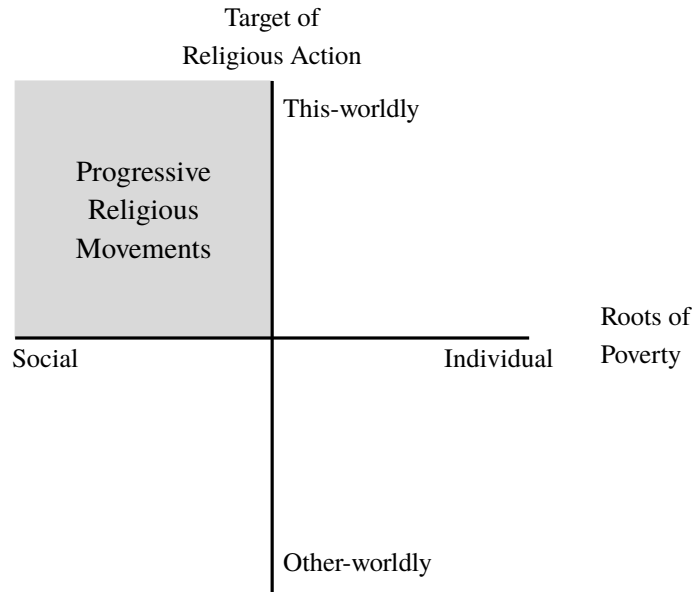 Target of
Religious Action
This-worldly
Progressive
Religious
Movements
Roots of
Poverty
Social
Individual
Other-worldly